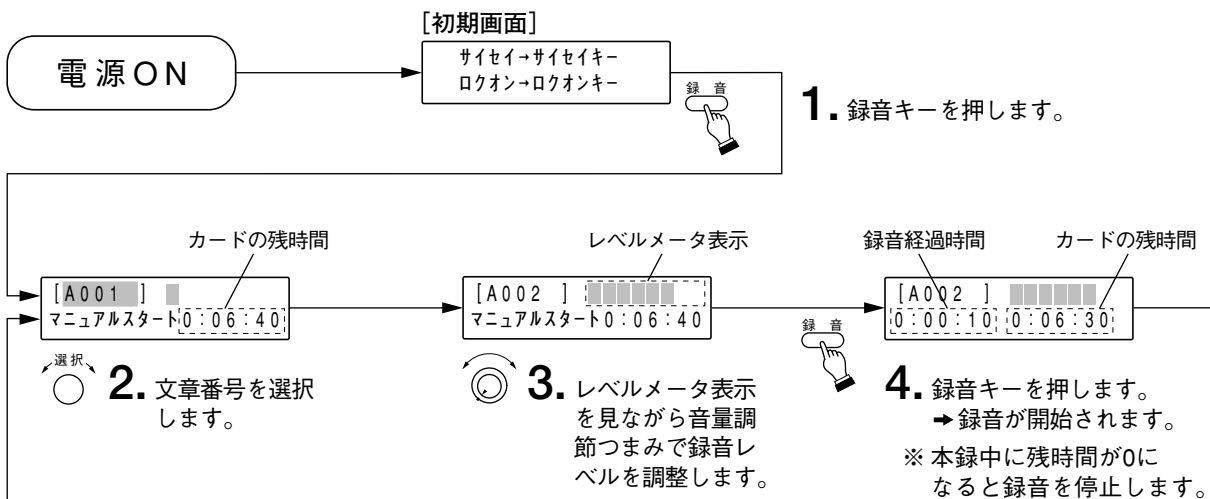 [初期画面]
電源ON
サイセイ→サイセイキー
ロクオン→ロクオンキー
録 音
1. 録音キーを押します。
カードの残時間
レベルメータ表示
録音経過時間
カードの残時間
[A001 ]
マニュアルスタート0:06:40
[A002 ]
マニュアルスタート0:06:40
[A002 ]
0:00:10 0:06:30
選択
2. 文章番号を選択
します。
3. レベルメータ表示
を見ながら音量調
節つまみで録音レ
ベルを調整します。
録 音
4. 録音キーを押します。
➡録音が開始されます。
※ 本録中に残時間が0に
なると録音を停止します。